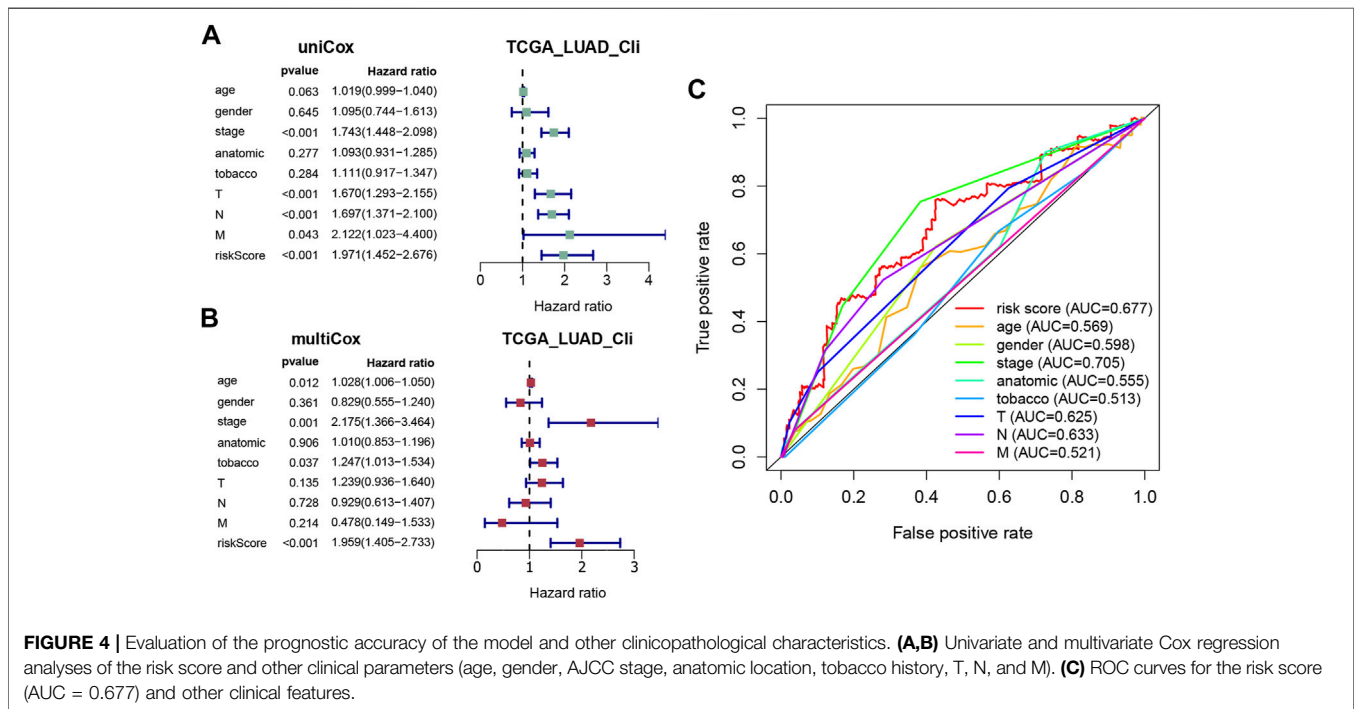 A
uniCox
TCGA_LUAD_Cli
pvalue Hazard ratio
age 0.063 1.019(0.999−1.040)
gender 0.645 1.095(0.744−1.613)
stage <0.001 1.743(1.448−2.098)
anatomic 0.277 1.093(0.931−1.285)
tobacco 0.284 1.111(0.917−1.347)
T <0.001 1.670(1.293−2.155)
N <0.001 1.697(1.371−2.100)
M 0.043 2.122(1.023−4.400)
riskScore <0.001 1.971(1.452−2.676)
0 1 2 3 4
Hazard ratio
B
multiCox
TCGA_LUAD_Cli
pvalue Hazard ratio
age 0.012 1.028(1.006−1.050)
gender 0.361 0.829(0.555−1.240)
stage 0.001 2.175(1.366−3.464)
anatomic 0.906 1.010(0.853−1.196)
tobacco 0.037 1.247(1.013−1.534)
T 0.135 1.239(0.936−1.640)
N 0.728 0.929(0.613−1.407)
M 0.214 0.478(0.149−1.533)
riskScore <0.001 1.959(1.405−2.733)
0 1 2 3
Hazard ratio
C
True positive rate
1.0
0.8
0.6
0.4
0.2
0.0
risk score (AUC=0.677)
age (AUC=0.569)
gender (AUC=0.598)
stage (AUC=0.705)
anatomic (AUC=0.555)
tobacco (AUC=0.513)
T (AUC=0.625)
N (AUC=0.633)
M (AUC=0.521)
0.0 0.2 0.4 0.6 0.8 1.0
False positive rate
FIGURE 4 | Evaluation of the prognostic accuracy of the model and other clinicopathological characteristics. (A,B) Univariate and multivariate Cox regression
analyses of the risk score and other clinical parameters (age, gender, AJCC stage, anatomic location, tobacco history, T, N, and M). (C) ROC curves for the risk score
(AUC = 0.677) and other clinical features.